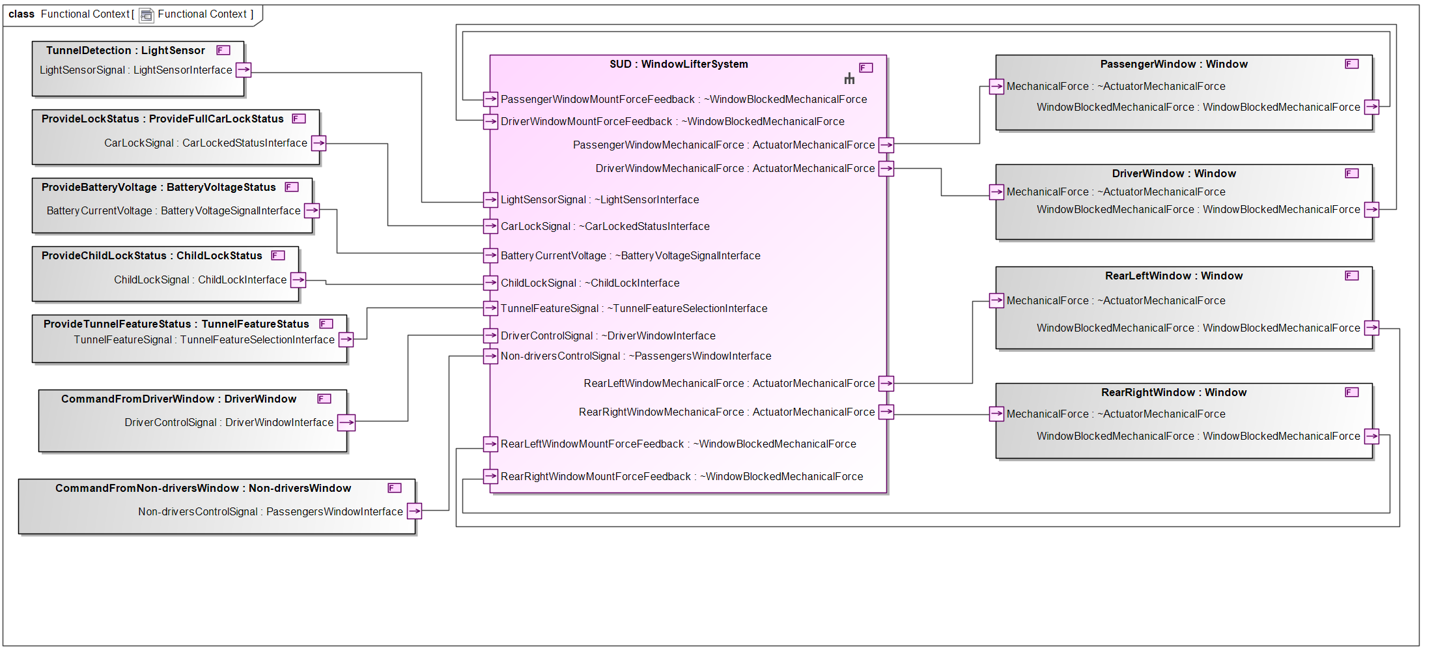 class Functional Context [ Functional Context ]
TunnelDetection : LightSensor F
LightSensorSignal : LightSensorInterface
ProvideLockStatus : ProvideFullCarLockStatus F
CarLockSignal : CarLockedStatusInterface
ProvideBatteryVoltage : BatteryVoltageStatus F
BatteryCurrentVoltage : BatteryVoltageSignalInterface
ProvideChildLockStatus : ChildLockStatus F
ChildLockSignal : ChildLockInterface
ProvideTunnelFeatureStatus : TunnelFeatureStatus F
TunnelFeatureSignal : TunnelFeatureSelectionInterface
CommandFromDriverWindow : DriverWindow F
DriverControlSignal : DriverWindowInterface
CommandFromNon-driversWindow : Non-driversWindow F
Non-driversControlSignal : PassengersWindowInterface
SUD : WindowLifterSystem F
PassengerWindowMountForceFeedback : ~WindowBlockedMechanicalForce
DriverWindowMountForceFeedback : ~WindowBlockedMechanicalForce
PassengerWindowMechanicalForce : ActuatorMechanicalForce
DriverWindowMechanicalForce : ActuatorMechanicalForce
LightSensorSignal : ~LightSensorInterface
CarLockSignal : ~CarLockedStatusInterface
BatteryCurrentVoltage : ~BatteryVoltageSignalInterface
ChildLockSignal : ~ChildLockInterface
TunnelFeatureSignal : ~TunnelFeatureSelectionInterface
DriverControlSignal : ~DriverWindowInterface
Non-driversControlSignal : ~PassengersWindowInterface
RearLeftWindowMechanicalForce : ActuatorMechanicalForce
RearRightWindowMechanicaForce : ActuatorMechanicalForce
RearLeftWindowMountForceFeedback : ~WindowBlockedMechanicalForce
RearRightWindowMountForceFeedback : ~WindowBlockedMechanicalForce
PassengerWindow : Window F
MechanicalForce : ~ActuatorMechanicalForce
WindowBlockedMechanicalForce : WindowBlockedMechanicalForce
DriverWindow : Window F
MechanicalForce : ~ActuatorMechanicalForce
WindowBlockedMechanicalForce : WindowBlockedMechanicalForce
RearLeftWindow : Window F
MechanicalForce : ~ActuatorMechanicalForce
WindowBlockedMechanicalForce : WindowBlockedMechanicalForce
RearRightWindow : Window F
MechanicalForce : ~ActuatorMechanicalForce
WindowBlockedMechanicalForce : WindowBlockedMechanicalForce